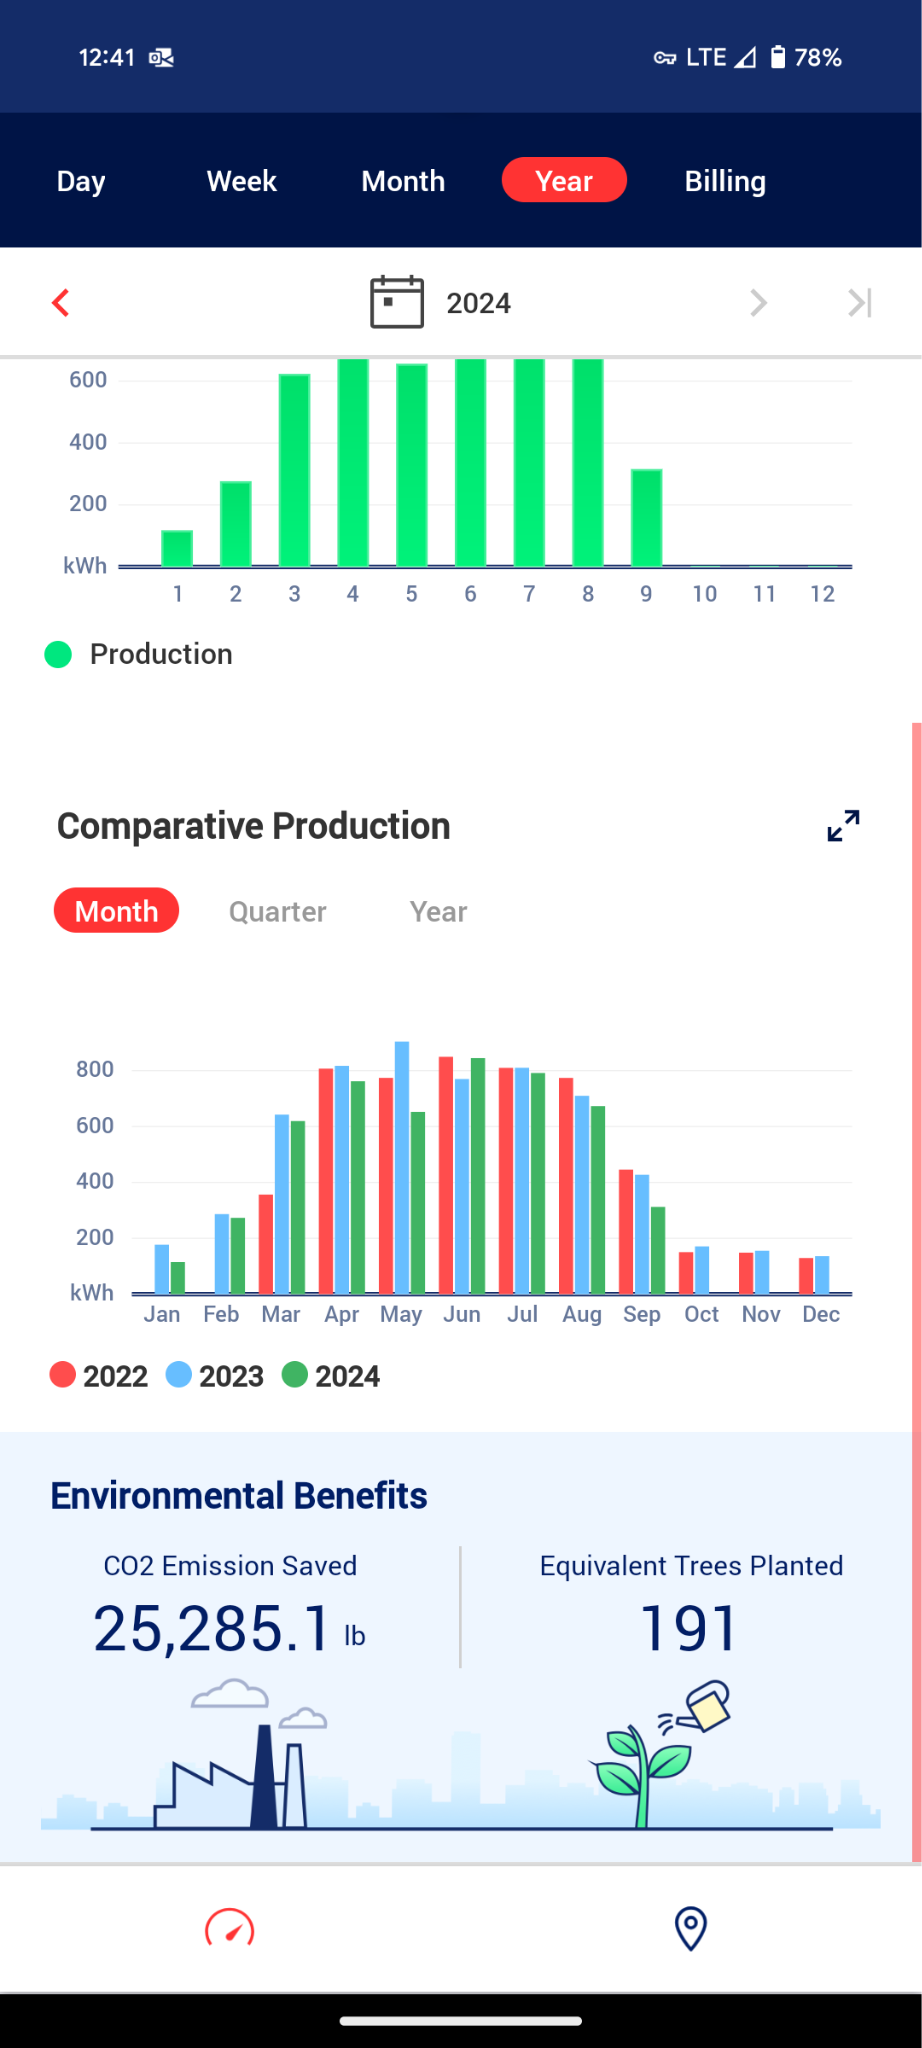 12:41 LTE 78%
Day Week Month Year Billing
2024
600
400
200
kWh
1 2 3 4 5 6 7 8 9 10 11 12
Production
Comparative Production
Month Quarter Year
800
600
400
200
kWh
Jan Feb Mar Apr May Jun Jul Aug Sep Oct Nov Dec
2022 2023 2024
Environmental Benefits
CO2 Emission Saved Equivalent Trees Planted
25,285.1 lb 191